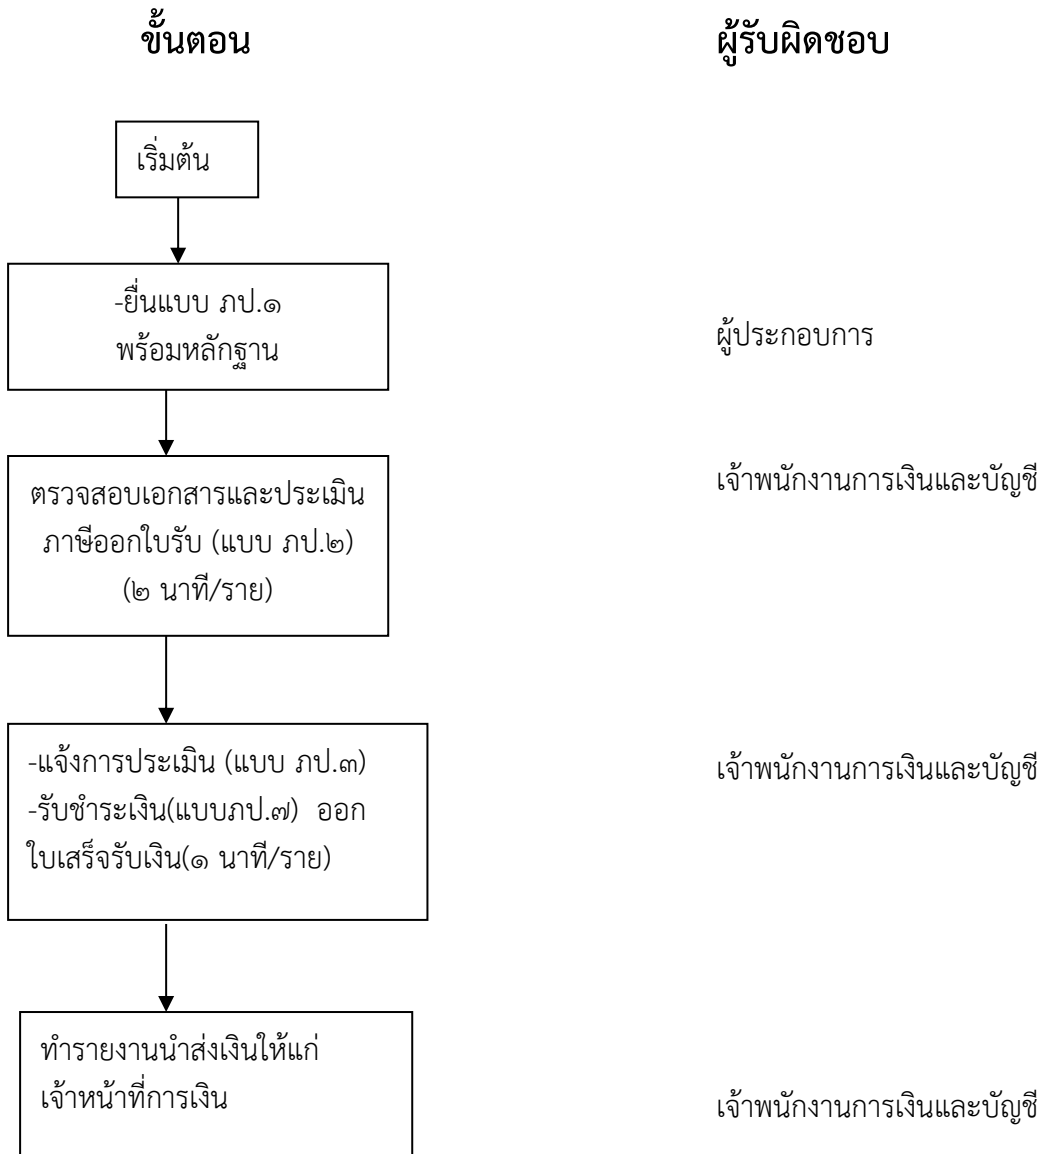 ขั้นตอน ผู้รับผิดชอบ
เริ่มต้น
-ยื่นแบบ ภป.๑
พร้อมหลักฐาน
ผู้ประกอบการ
ตรวจสอบเอกสารและประเมิน
ภาษีออกใบรับ (แบบ ภป.๒)
(๒ นาที/ราย)
เจ้าพนักงานการเงินและบัญชี
-แจ้งการประเมิน (แบบ ภป.๓)
-รับชำระเงิน(แบบภป.๗) ออก
ใบเสร็จรับเงิน(๑ นาที/ราย)
เจ้าพนักงานการเงินและบัญชี
ทำรายงานนำส่งเงินให้แก่
เจ้าหน้าที่การเงิน
เจ้าพนักงานการเงินและบัญชี